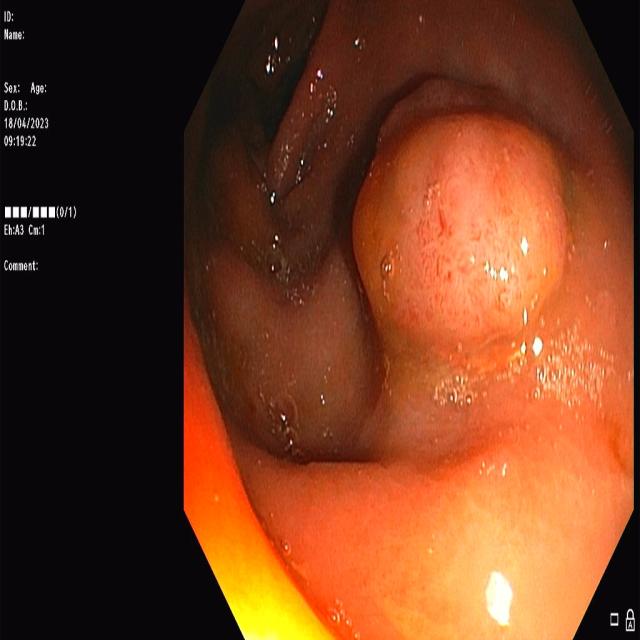 ID:
Name:
Sex: Age:
D.O.B.:
18/04/2023
09:19:22
■■■/■■■(0/1)
Eh:A3 Cm:1
Comment:
A